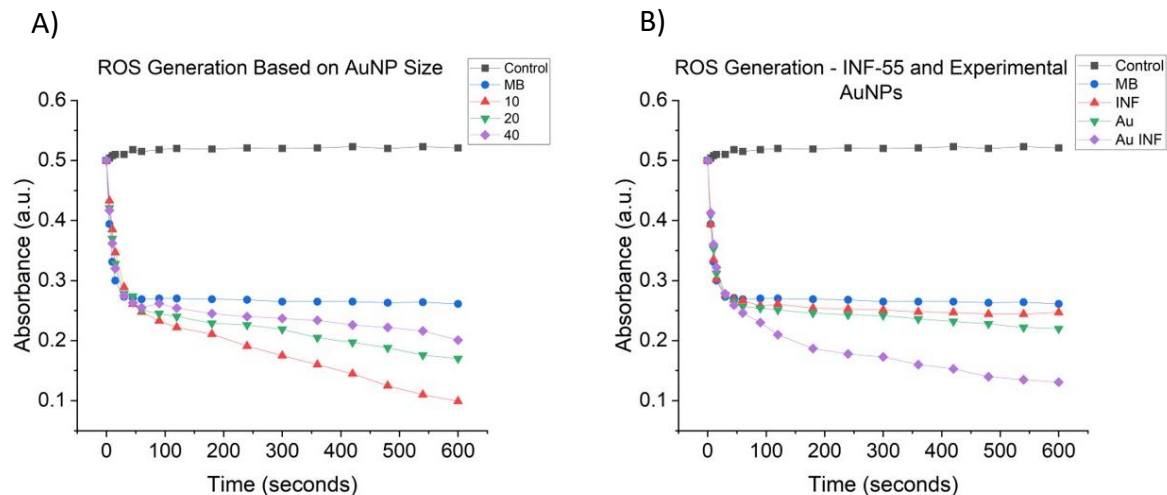 A)
ROS Generation Based on AuNP Size
Control
MB
10
20
40
Absorbance (a.u.)
0.6
0.5
0.4
0.3
0.2
0.1
0 100 200 300 400 500 600
Time (seconds)
B)
ROS Generation - INF-55 and Experimental
AuNPs
Control
MB
INF
Au
Au INF
Absorbance (a.u.)
0.6
0.5
0.4
0.3
0.2
0.1
0 100 200 300 400 500 600
Time (seconds)